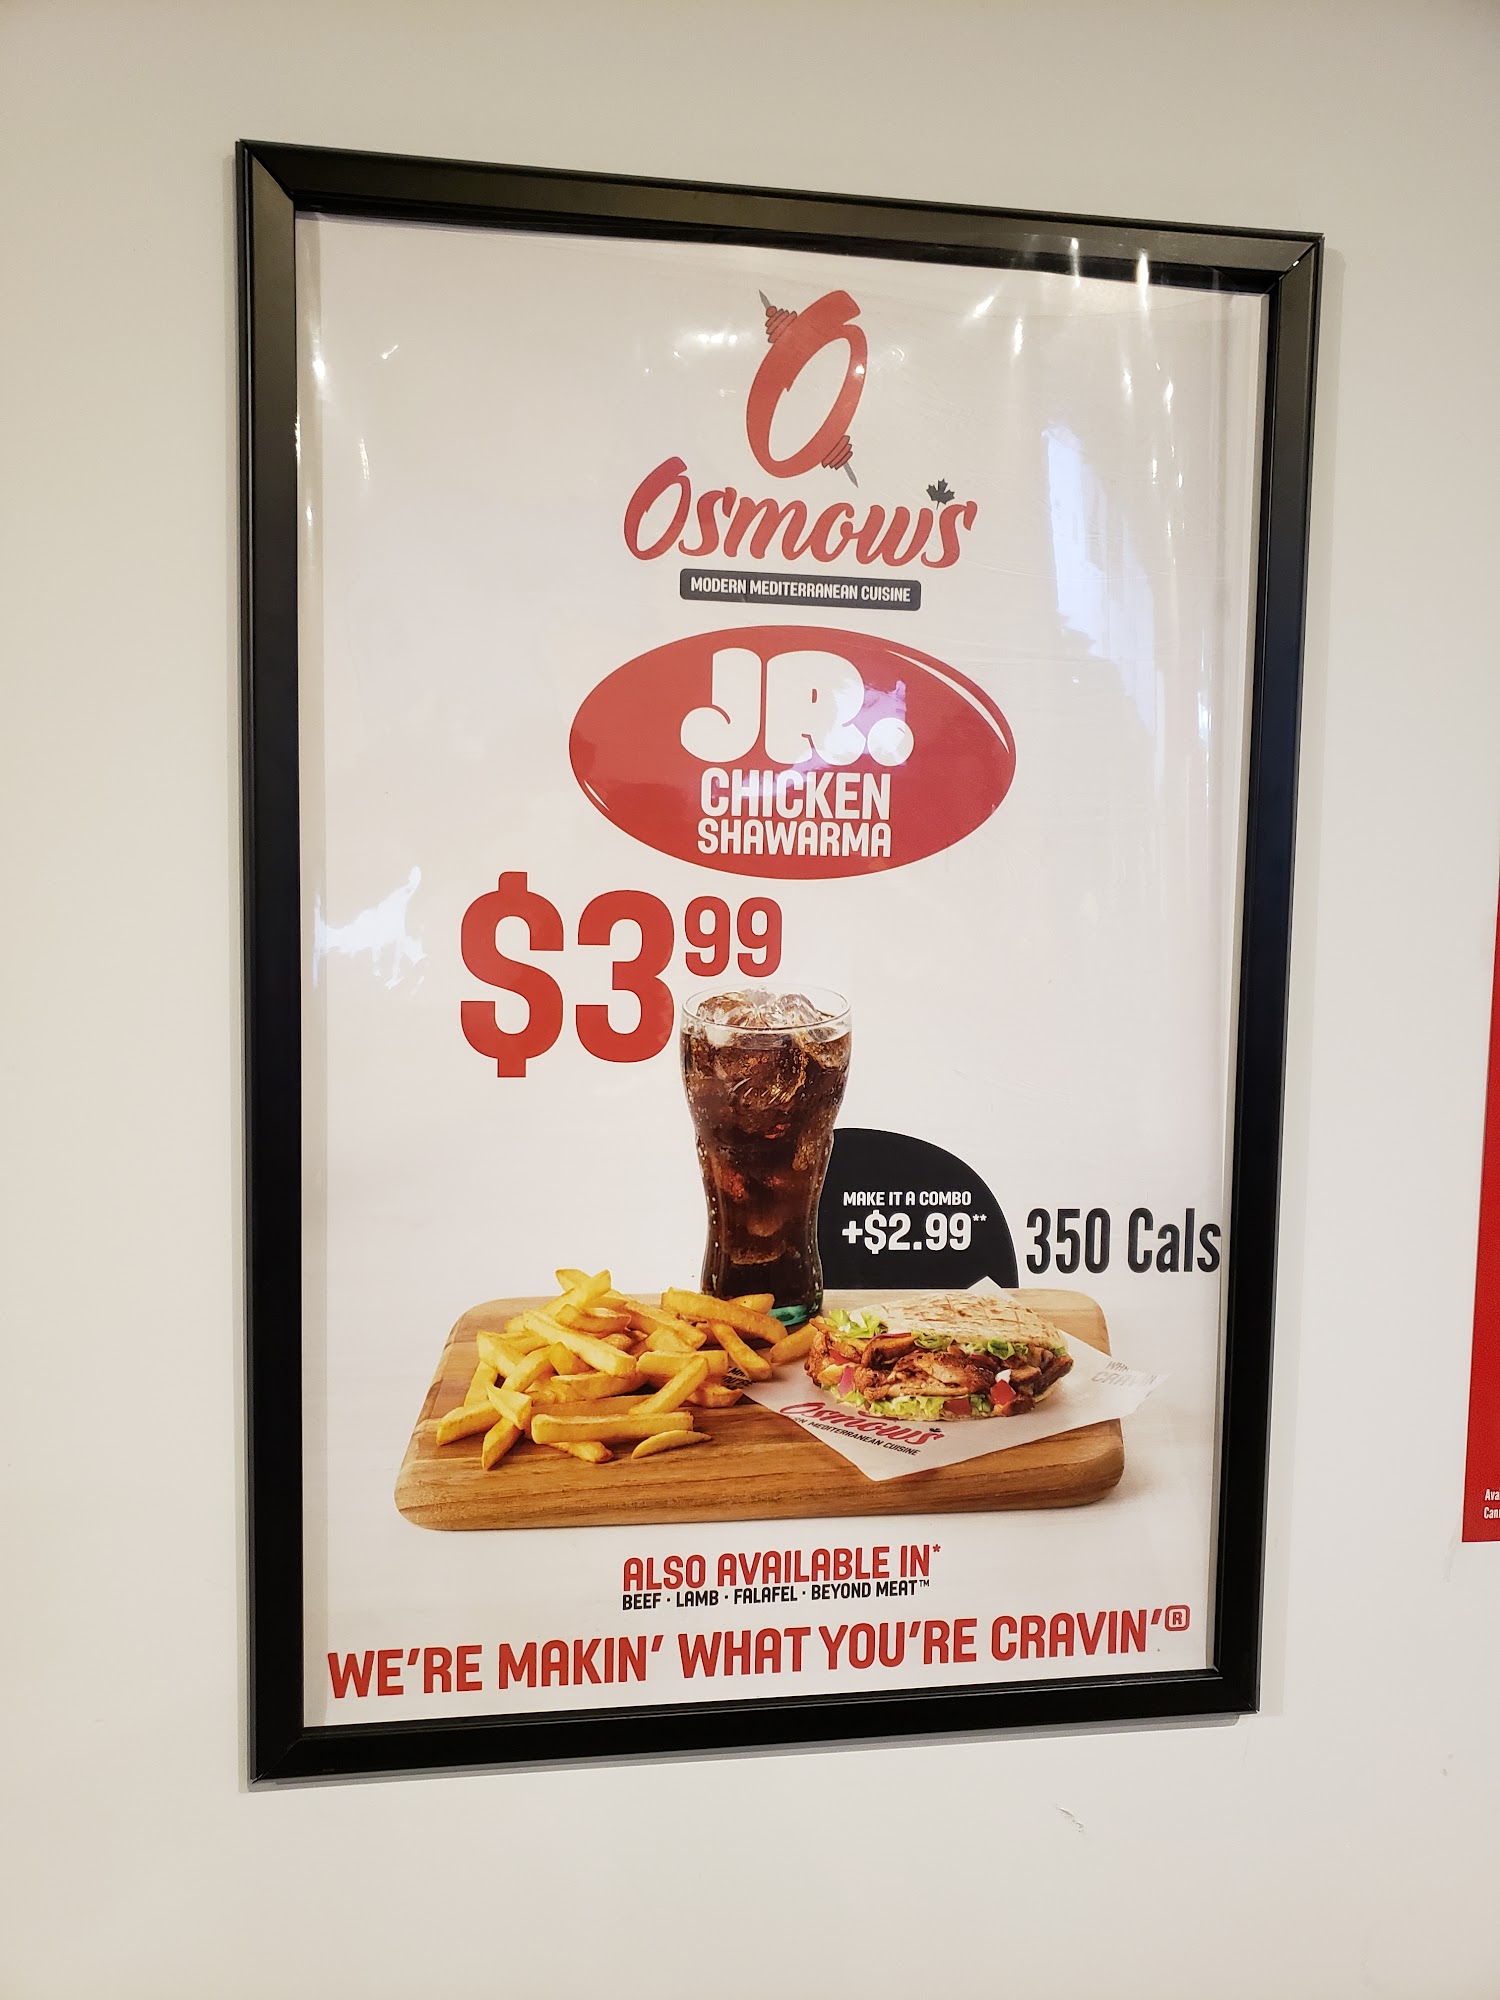 Osmow's
MODERN MEDITERRANEAN CUISINE
JR.
CHICKEN
SHAWARMA
$3.99
MAKE IT A COMBO
+$2.99**
350 Cals
Osmow's
MEDITERRANEAN CUISINE
ALSO AVAILABLE IN*
BEEF · LAMB · FALAFEL · BEYOND MEAT™
WE'RE MAKIN' WHAT YOU'RE CRAVIN'®